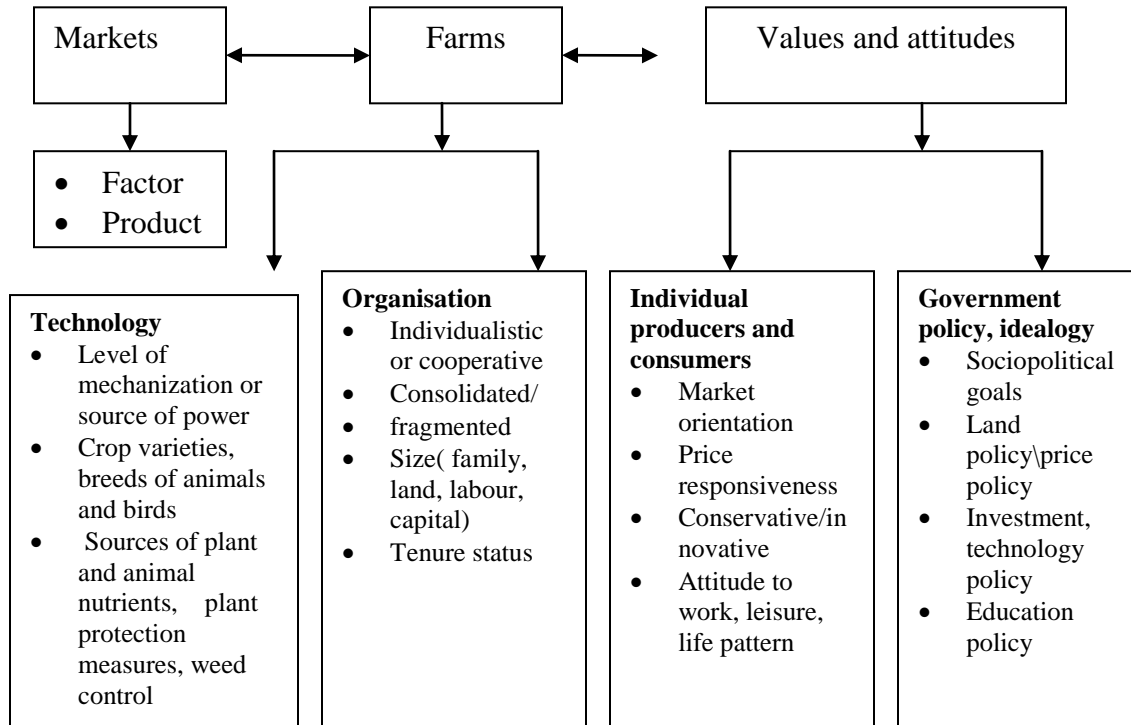 Markets
Farms
Values and attitudes
• Factor
• Product
Technology
• Level of
mechanization or
source of power
• Crop varieties,
breeds of animals
and birds
• Sources of plant
and animal
nutrients, plant
protection
measures, weed
control
Organisation
• Individualistic
or cooperative
• Consolidated/
• fragmented
• Size( family,
land, labour,
capital)
• Tenure status
Individual
producers and
consumers
• Market
orientation
• Price
responsiveness
• Conservative/in
novative
• Attitude to
work, leisure,
life pattern
Government
policy, idealogy
• Sociopolitical
goals
• Land
policy\price
policy
• Investment,
technology
policy
• Education
policy